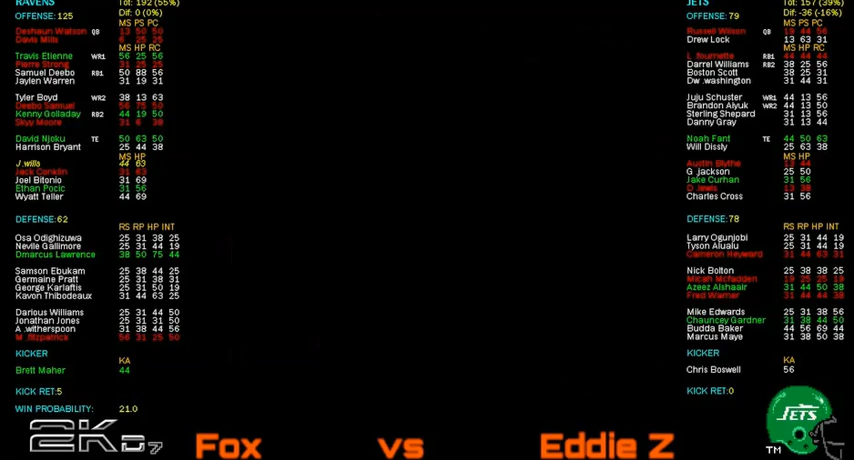 RAVENS Tot: 192 (55%)
OFFENSE: 125 Dif: 0 (0%)
MS PS PC
Deshaun Watson QB 13 50 50
Davis Mills 6 25 25
MS HP RC
Travis Etienne WR1 56 25 56
Pierre Strong 31 25 25
Samuel Deebo RB1 50 88 56
Jaylen Warren 31 19 31
Tyler Boyd WR2 38 13 63
Deebo Samuel 56 75 50
Kenny Golladay RB2 44 19 50
Skyy Moore 31 6 38
David Njoku TE 50 63 50
Harrison Bryant 25 44 38
MS HP
J .wills 44 63
Jack Conklin 31 63
Joel Bitonio 31 69
Ethan Pocic 31 56
Wyatt Teller 44 69
DEFENSE: 62
RS RP HP INT
Osa Odighizuwa 25 31 38 25
Nevile Gallimore 25 31 44 19
Dmarcus Lawrence 38 50 75 44
Samson Ebukam 25 38 44 25
Germaine Pratt 25 31 38 31
George Karlaftis 25 31 50 19
Kavon Thibodeaux 31 44 63 25
Darious Williams 25 31 44 50
Jonathan Jones 25 31 31 50
A .witherspoon 31 38 44 56
M .fitzpatrick 56 31 25 50
KICKER
KA
Brett Maher 44
KICK RET:5
WIN PROBABILITY: 21.0
JETS Tot: 157 (39%)
OFFENSE: 79 Dif: -36 (-16%)
MS PS PC
Russell Wilson QB 19 44 56
Drew Lock 13 63 31
MS HP RC
L .fournette RB1 44 44 44
Darrel Williams RB2 38 25 56
Boston Scott 38 25 31
Dw .washington 31 44 31
Juju Schuster WR1 44 13 56
Brandon Aiyuk WR2 44 13 50
Sterling Shepard 31 13 56
Danny Gray 31 13 44
Noah Fant TE 44 50 63
Will Dissly 25 63 38
MS HP
Austin Blythe 13 44
G .jackson 25 50
Jake Curhan 31 56
D .lewis 13 38
Charles Cross 31 56
DEFENSE: 78
RS RP HP INT
Larry Ogunjobi 25 31 44 19
Tyson Alualu 25 31 44 19
Cameron Heyward 31 44 63 31
Nick Bolton 25 38 38 25
Micah Mcfadden 19 25 25 19
Azeez Alshaair 31 44 50 38
Fred Warner 31 44 44 38
Mike Edwards 25 31 38 56
Chauncey Gardner 31 38 44 50
Budda Baker 44 56 69 44
Marcus Maye 31 38 50 38
KICKER
KA
Chris Boswell 56
KICK RET:0
JETS
TM
2K
Fox vs Eddie Z